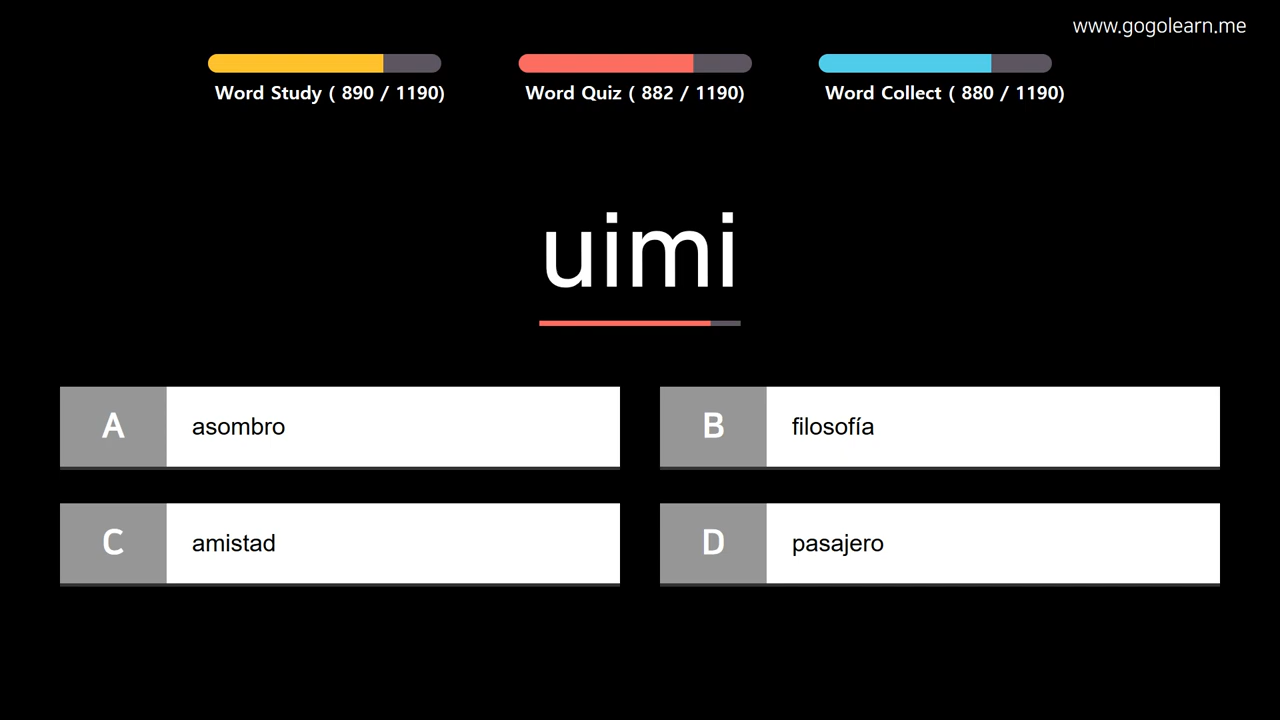 www.gogolearn.me
Word Study ( 890 / 1190)
Word Quiz ( 882 / 1190)
Word Collect ( 880 / 1190)
uimi
A asombro
B filosofía
C amistad
D pasajero